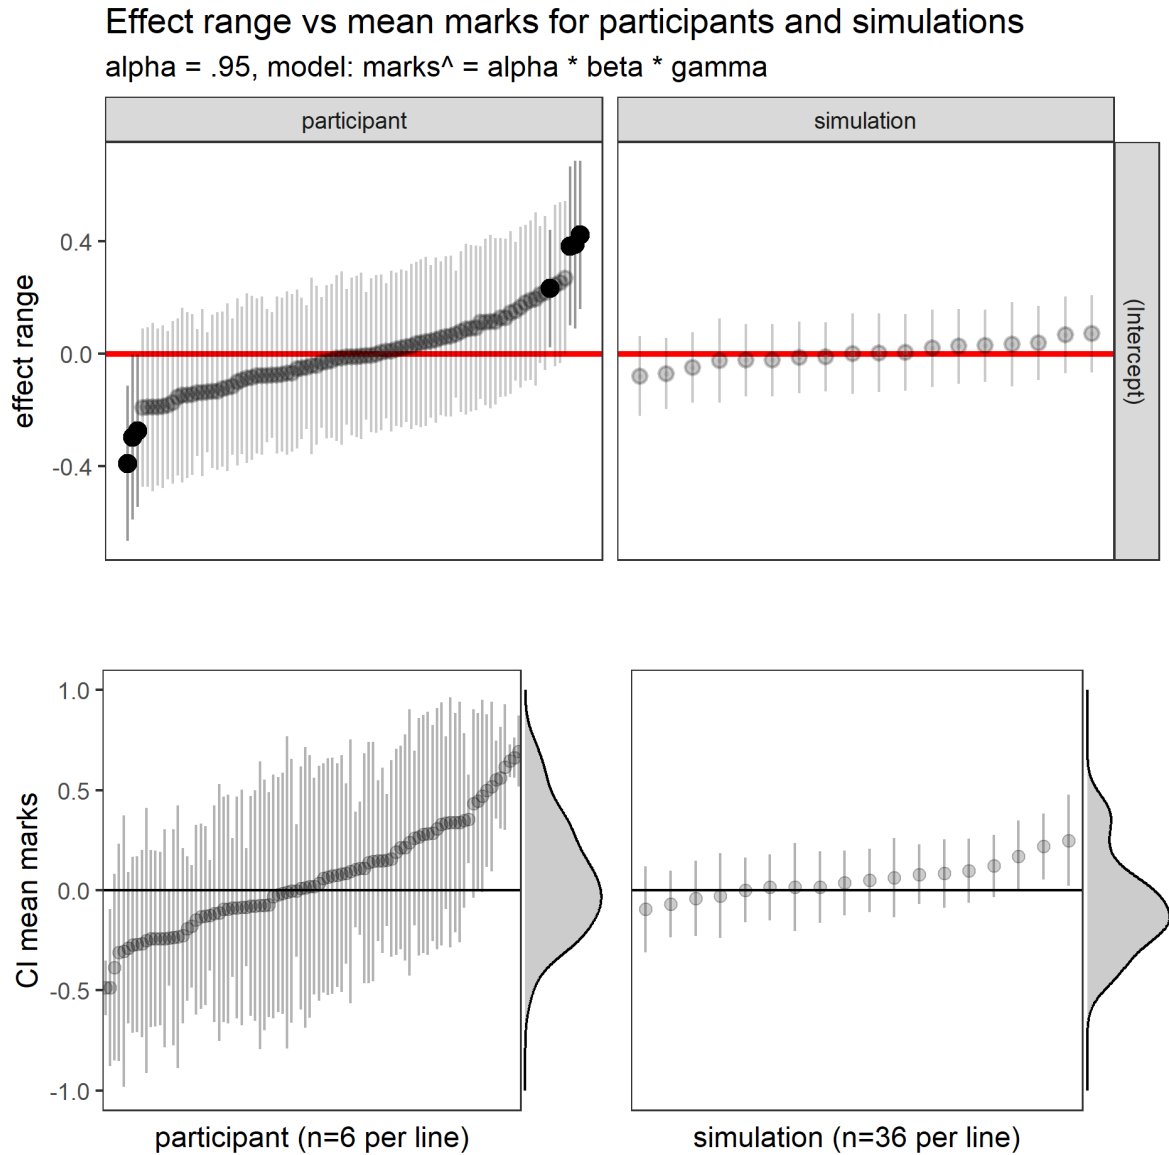 Effect range vs mean marks for participants and simulations
alpha = .95, model: marks^ = alpha * beta * gamma
participant
simulation
effect range
0.4
0.0
-0.4
(Intercept)
CI mean marks
1.0
0.5
0.0
-0.5
-1.0
participant (n=6 per line)
simulation (n=36 per line)